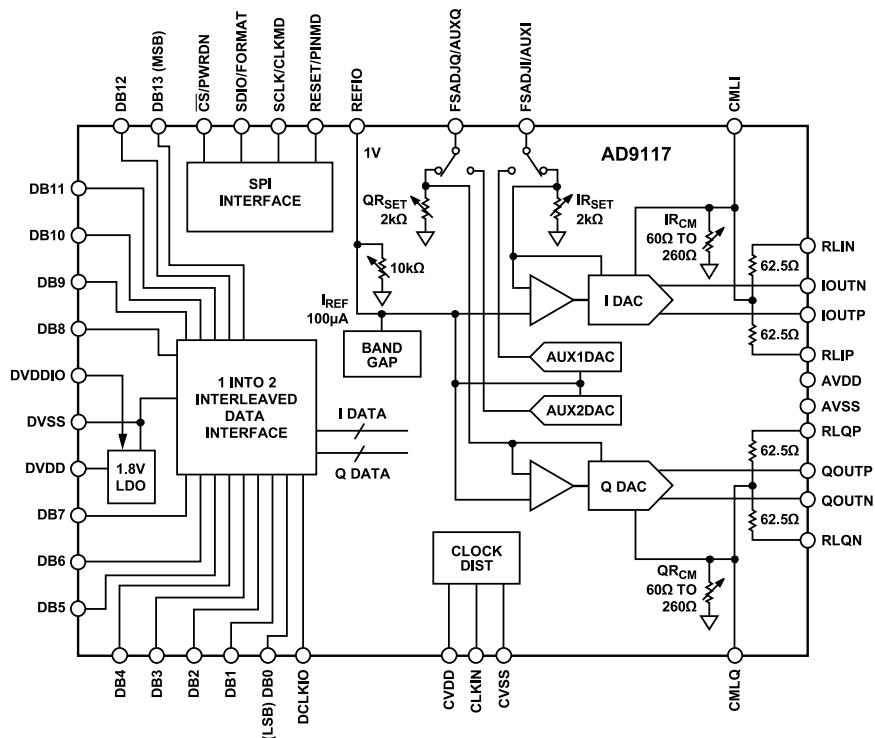 DB12
DB13 (MSB)
CS/PWRDN
SDIO/FORMAT
SCLK/CLKMD
RESET/PINMD
REFIO
FSADJQ/AUXQ
FSADJI/AUXI
CMLI
1V
AD9117
SPI
INTERFACE
DB11
DB10
DB9
DB8
DVDDIO
DVSS
DVDD
DB7
DB6
DB5
QRSET
2kΩ
IRSET
2kΩ
IRCM
60Ω TO
260Ω
10kΩ
IREF
100µA
BAND
GAP
I DAC
62.5Ω
62.5Ω
RLIN
IOUTN
IOUTP
RLIP
AVDD
AVSS
RLQP
QOUTP
QOUTN
RLQN
1 INTO 2
INTERLEAVED
DATA
INTERFACE
I DATA
Q DATA
1.8V
LDO
AUX1DAC
AUX2DAC
Q DAC
62.5Ω
62.5Ω
CLOCK
DIST
QRCM
60Ω TO
260Ω
DB4
DB3
DB2
DB1
(LSB) DB0
DCLKIO
CVDD
CLKIN
CVSS
CMLQ